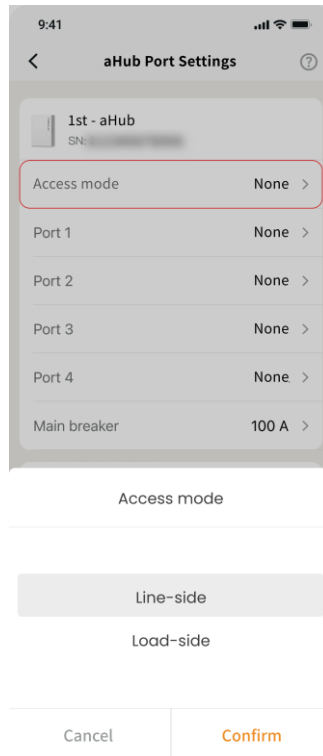 9:41
aHub Port Settings
?
1st - aHub
SN:
Access mode None >
Port 1 None >
Port 2 None >
Port 3 None >
Port 4 None >
Main breaker 100 A >
Access mode
Line-side
Load-side
Cancel Confirm